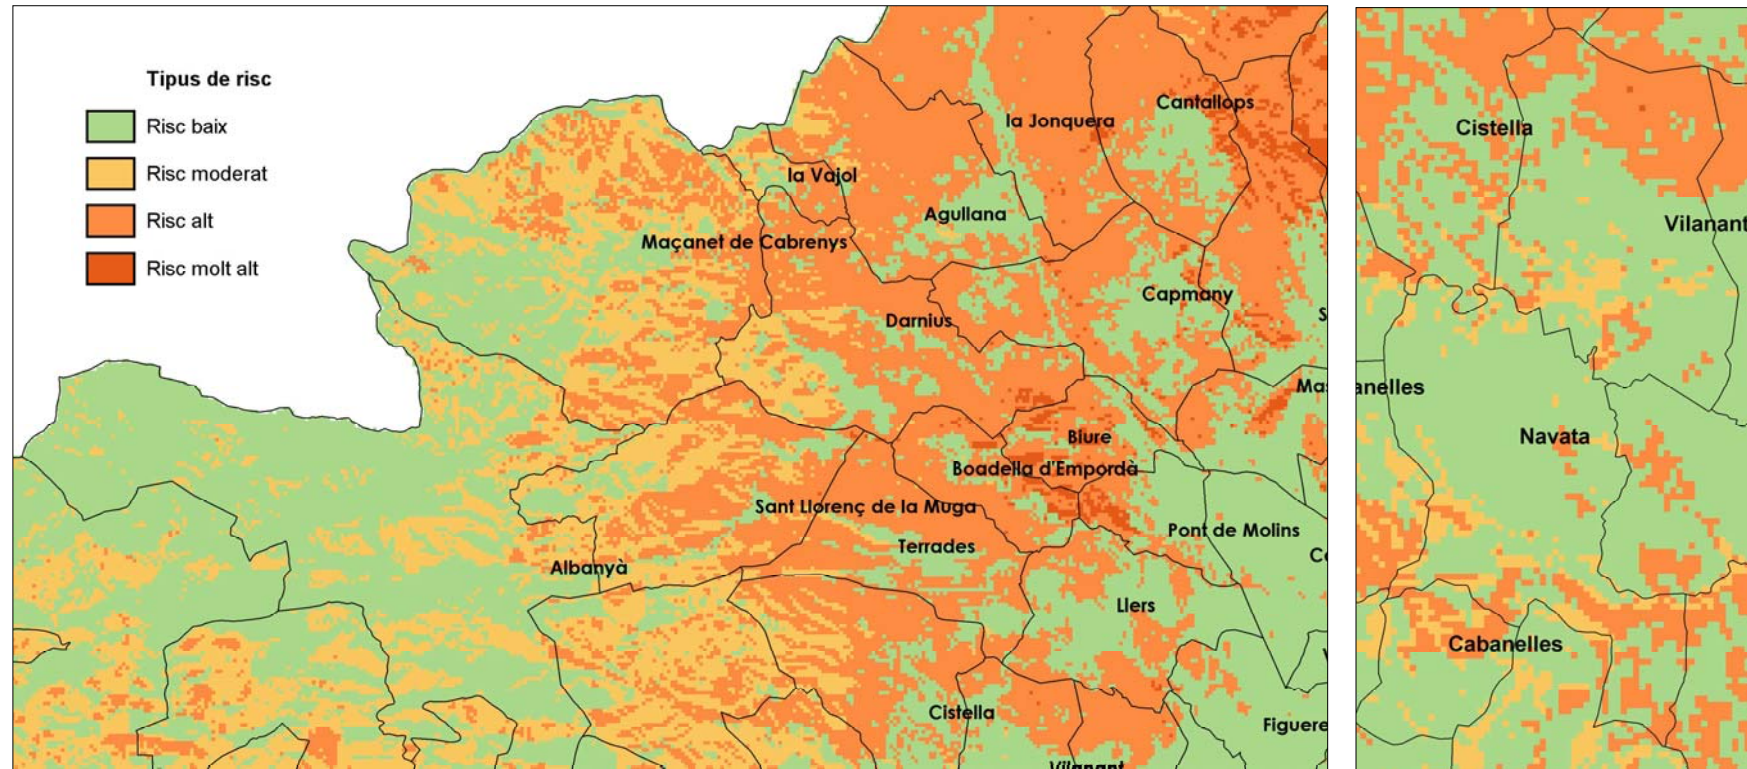 Tipus de risc
Risc baix
Risc moderat
Risc alt
Risc molt alt
Cantallops
la Jonquera
la Vajol
Agullana
Maçanet de Cabrenys
Capmany
Darnius
Biure
Boadella d'Empordà
Sant Llorenç de la Muga
Pont de Molins
Terrades
Albanyà
Llers
Cistella
Figuere
Vilanant
Mas
Cistella
Vilanant
anelles
Navata
Cabanelles